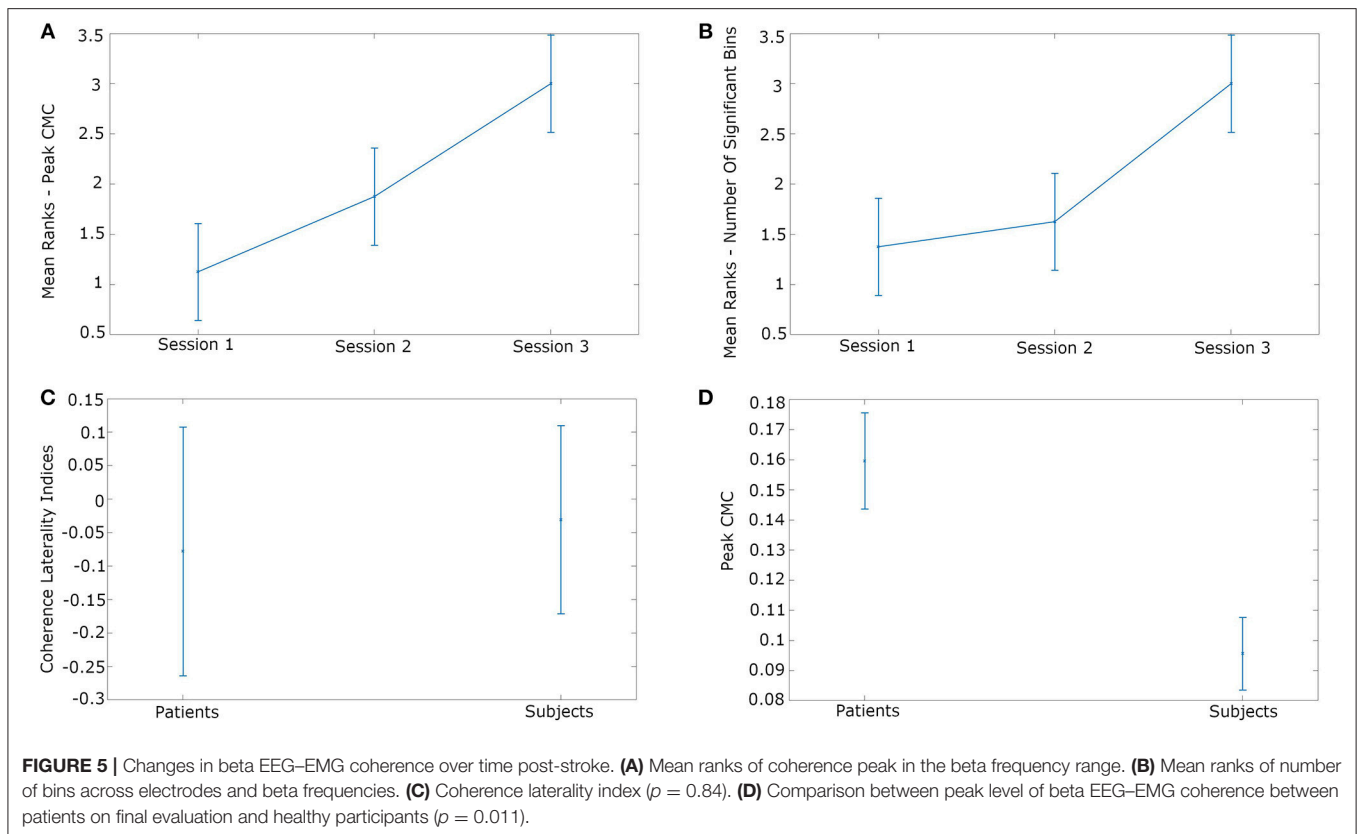 A
Mean Ranks - Peak CMC
3.5
3
2.5
2
1.5
1
0.5
Session 1
Session 2
Session 3
B
Mean Ranks - Number Of Significant Bins
3.5
3
2.5
2
1.5
1
0.5
Session 1
Session 2
Session 3
C
Coherence Laterality Indices
0.15
0.1
0.05
0
-0.05
-0.1
-0.15
-0.2
-0.25
-0.3
Patients
Subjects
D
Peak CMC
0.18
0.17
0.16
0.15
0.14
0.13
0.12
0.11
0.1
0.09
0.08
Patients
Subjects
FIGURE 5 | Changes in beta EEG–EMG coherence over time post-stroke. (A) Mean ranks of coherence peak in the beta frequency range. (B) Mean ranks of number
of bins across electrodes and beta frequencies. (C) Coherence laterality index (p = 0.84). (D) Comparison between peak level of beta EEG–EMG coherence between
patients on final evaluation and healthy participants (p = 0.011).